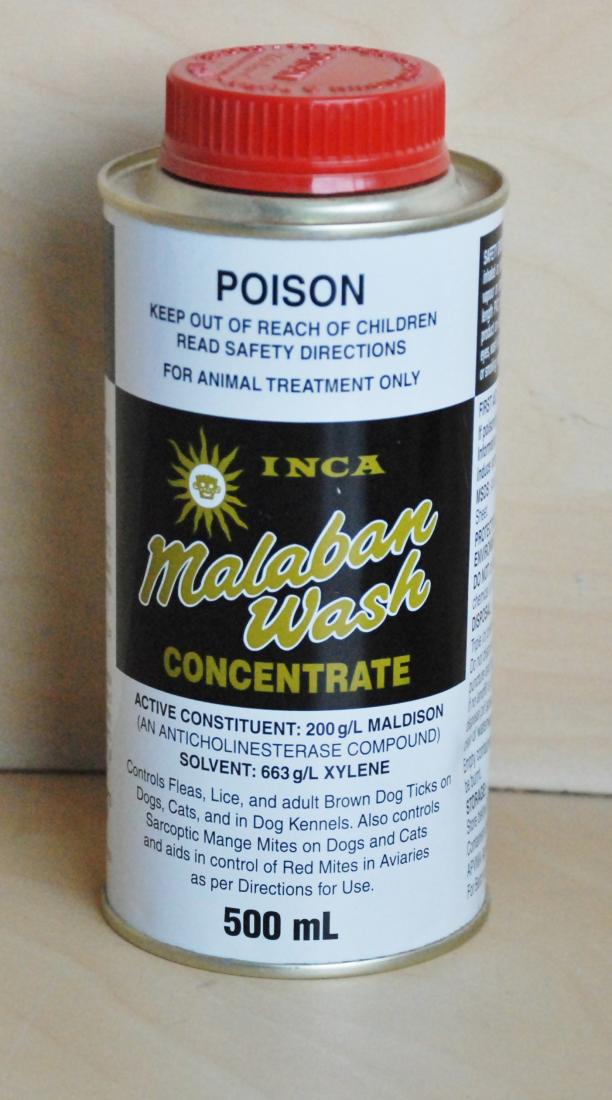 POISON
KEEP OUT OF REACH OF CHILDREN
READ SAFETY DIRECTIONS
FOR ANIMAL TREATMENT ONLY
INCA
Malaban
Wash
CONCENTRATE
ACTIVE CONSTITUENT: 200 g/L MALDISON
(AN ANTICHOLINESTERASE COMPOUND)
SOLVENT: 663 g/L XYLENE
Controls Fleas, Lice, and adult Brown Dog Ticks on
Dogs, Cats, and in Dog Kennels. Also controls
Sarcoptic Mange Mites on Dogs and Cats
and aids in control of Red Mites in Aviaries
as per Directions for Use.
500 mL